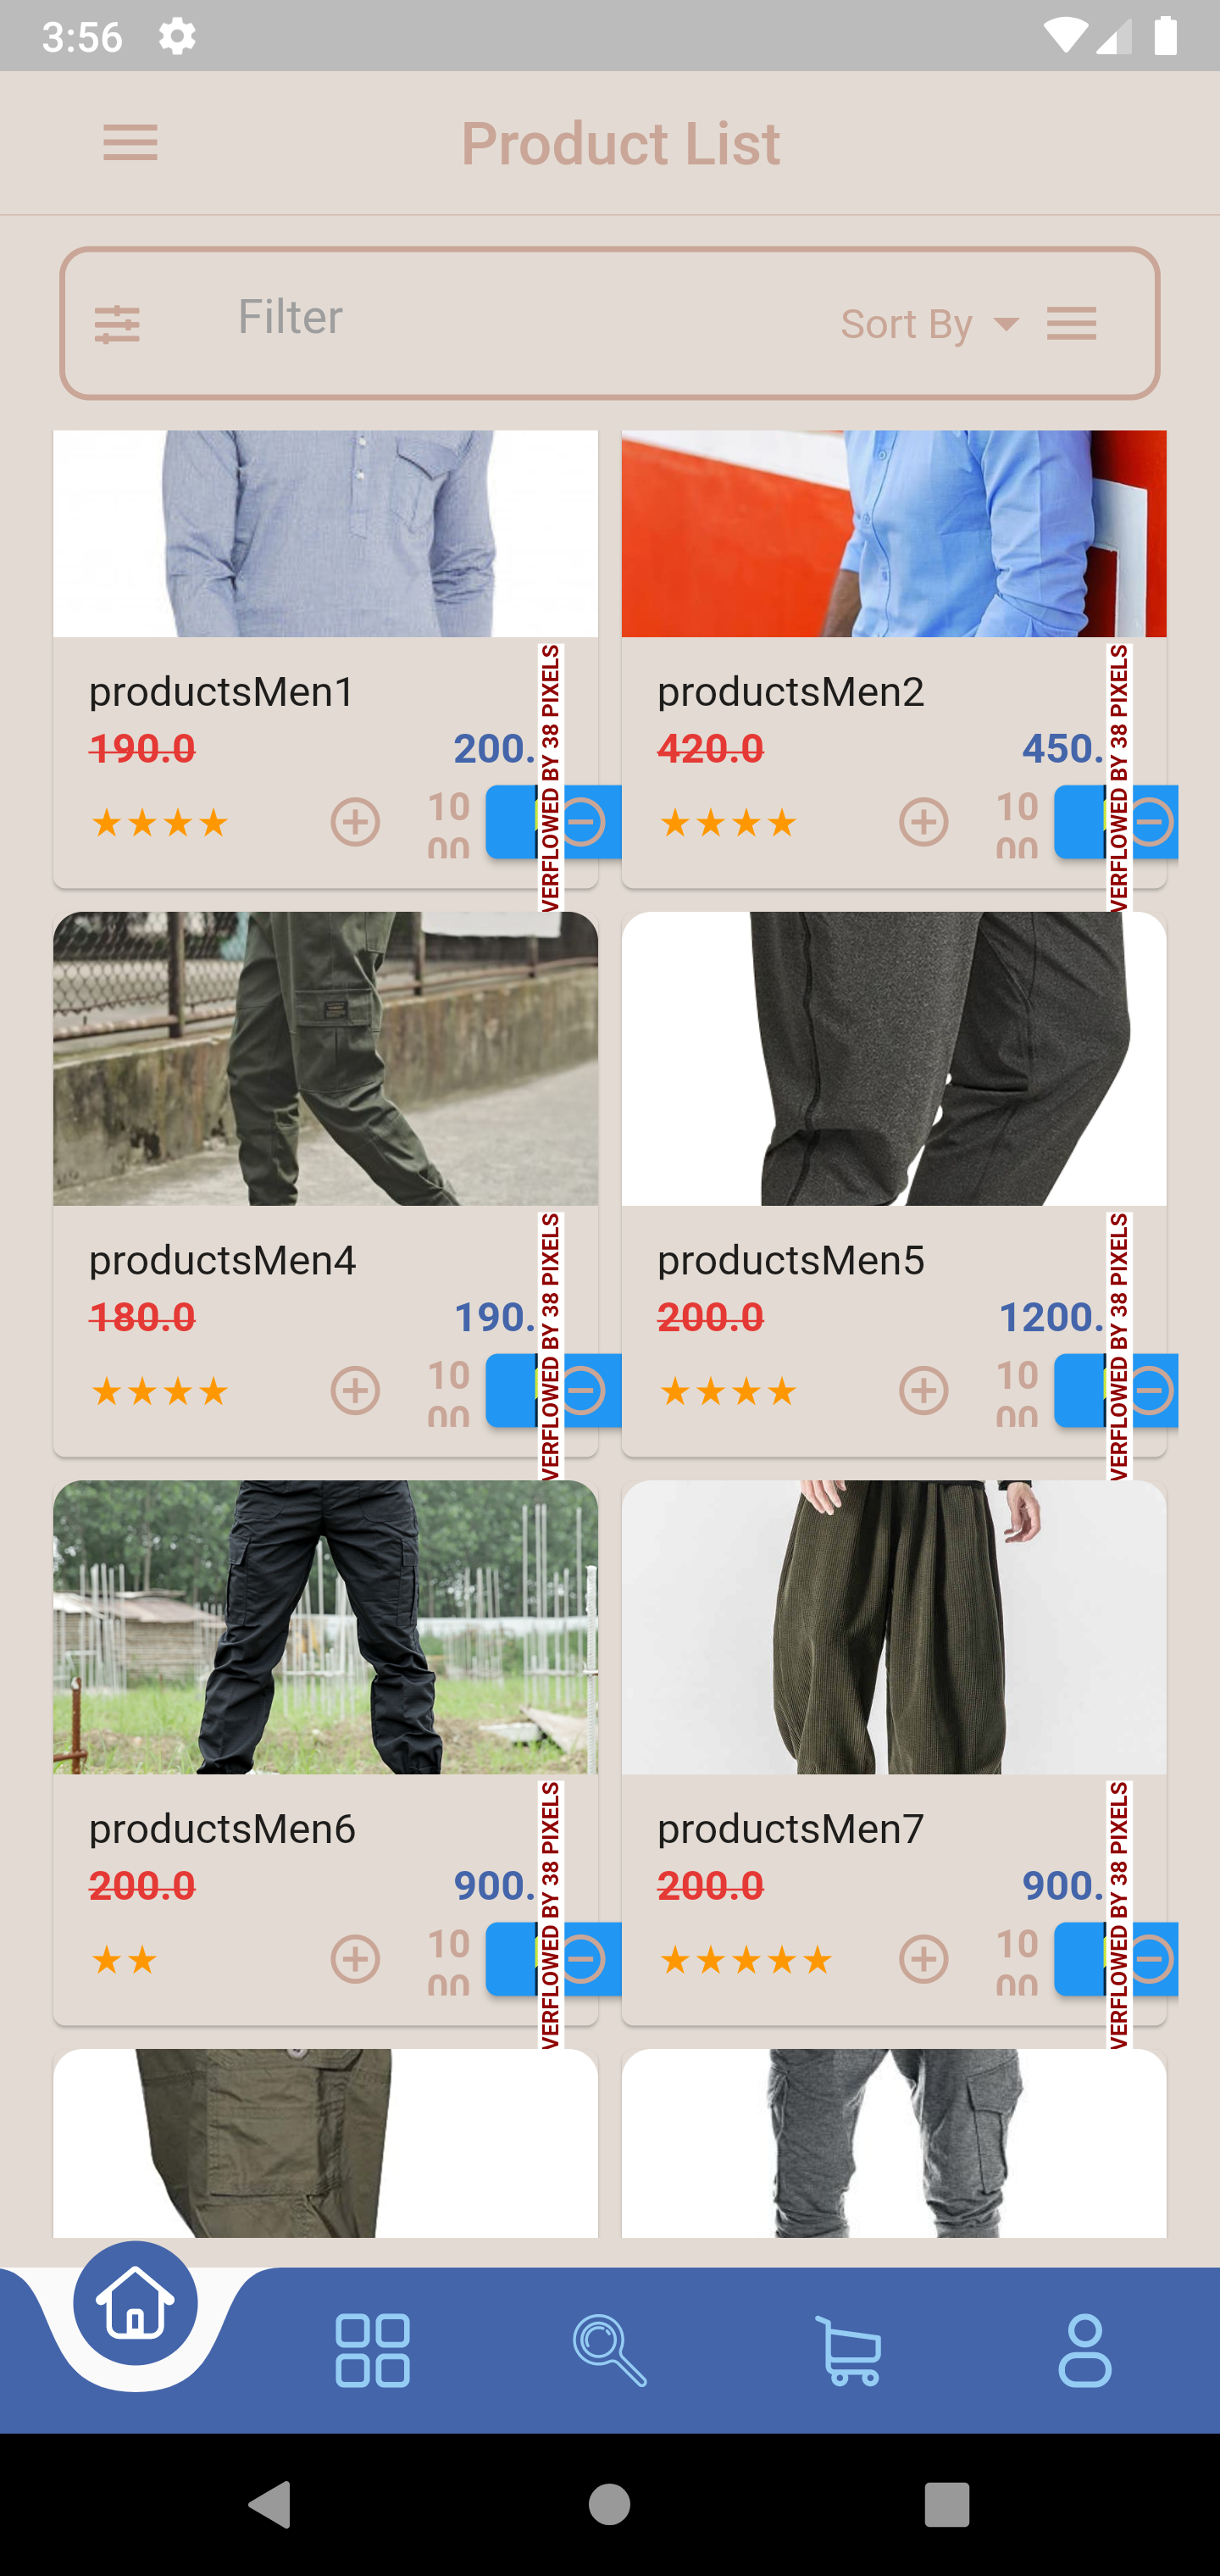 3:56
Product List
Filter
Sort By
productsMen1
190.0 200.
10
00
VERFLOWED BY 38 PIXELS
productsMen2
420.0 450.
10
00
VERFLOWED BY 38 PIXELS
productsMen4
180.0 190.
10
00
VERFLOWED BY 38 PIXELS
productsMen5
200.0 1200.
10
00
VERFLOWED BY 38 PIXELS
productsMen6
200.0 900.
10
00
VERFLOWED BY 38 PIXELS
productsMen7
200.0 900.
10
00
VERFLOWED BY 38 PIXELS